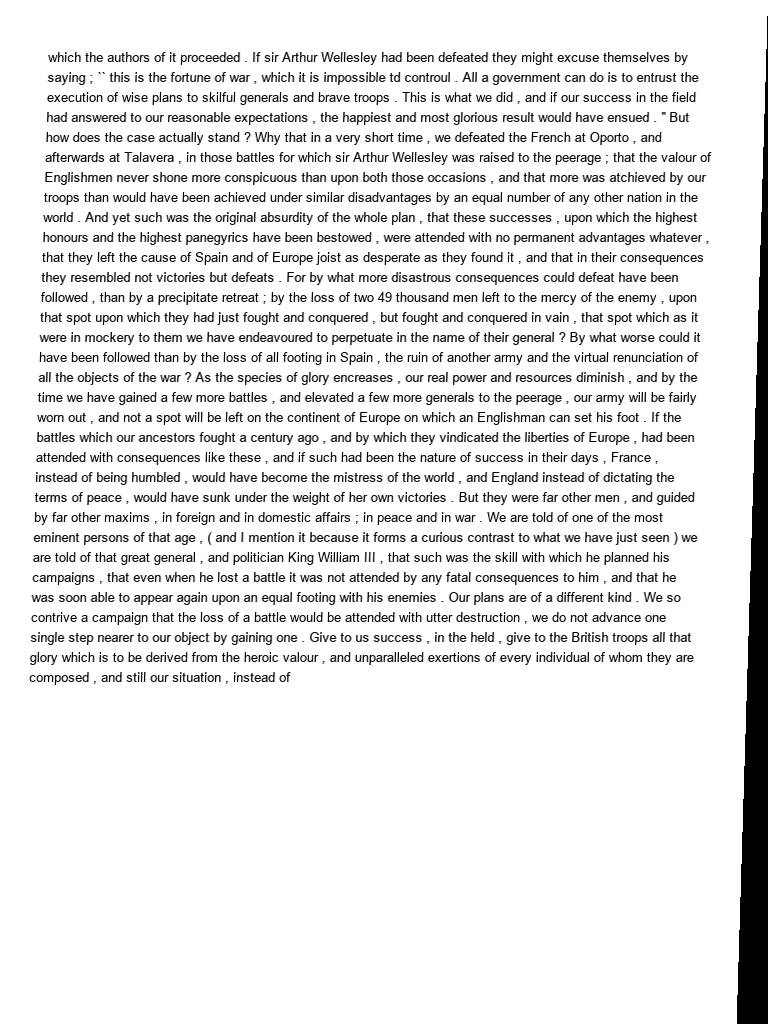 which the authors of it proceeded . If sir Arthur Wellesley had been defeated they might excuse themselves by
saying ; `` this is the fortune of war , which it is impossible td controul . All a government can do is to entrust the
execution of wise plans to skilful generals and brave troops . This is what we did , and if our success in the field
had answered to our reasonable expectations , the happiest and most glorious result would have ensued . " But
how does the case actually stand ? Why that in a very short time , we defeated the French at Oporto , and
afterwards at Talavera , in those battles for which sir Arthur Wellesley was raised to the peerage ; that the valour of
Englishmen never shone more conspicuous than upon both those occasions , and that more was atchieved by our
troops than would have been achieved under similar disadvantages by an equal number of any other nation in the
world . And yet such was the original absurdity of the whole plan , that these successes , upon which the highest
honours and the highest panegyrics have been bestowed , were attended with no permanent advantages whatever ,
that they left the cause of Spain and of Europe joist as desperate as they found it , and that in their consequences
they resembled not victories but defeats . For by what more disastrous consequences could defeat have been
followed , than by a precipitate retreat ; by the loss of two 49 thousand men left to the mercy of the enemy , upon
that spot upon which they had just fought and conquered , but fought and conquered in vain , that spot which as it
were in mockery to them we have endeavoured to perpetuate in the name of their general ? By what worse could it
have been followed than by the loss of all footing in Spain , the ruin of another army and the virtual renunciation of
all the objects of the war ? As the species of glory encreases , our real power and resources diminish , and by the
time we have gained a few more battles , and elevated a few more generals to the peerage , our army will be fairly
worn out , and not a spot will be left on the continent of Europe on which an Englishman can set his foot . If the
battles which our ancestors fought a century ago , and by which they vindicated the liberties of Europe , had been
attended with consequences like these , and if such had been the nature of success in their days , France ,
instead of being humbled , would have become the mistress of the world , and England instead of dictating the
terms of peace , would have sunk under the weight of her own victories . But they were far other men , and guided
by far other maxims , in foreign and in domestic affairs ; in peace and in war . We are told of one of the most
eminent persons of that age , ( and I mention it because it forms a curious contrast to what we have just seen ) we
are told of that great general , and politician King William III , that such was the skill with which he planned his
campaigns , that even when he lost a battle it was not attended by any fatal consequences to him , and that he
was soon able to appear again upon an equal footing with his enemies . Our plans are of a different kind . We so
contrive a campaign that the loss of a battle would be attended with utter destruction , we do not advance one
single step nearer to our object by gaining one . Give to us success , in the held , give to the British troops all that
glory which is to be derived from the heroic valour , and unparalleled exertions of every individual of whom they are
composed , and still our situation , instead of